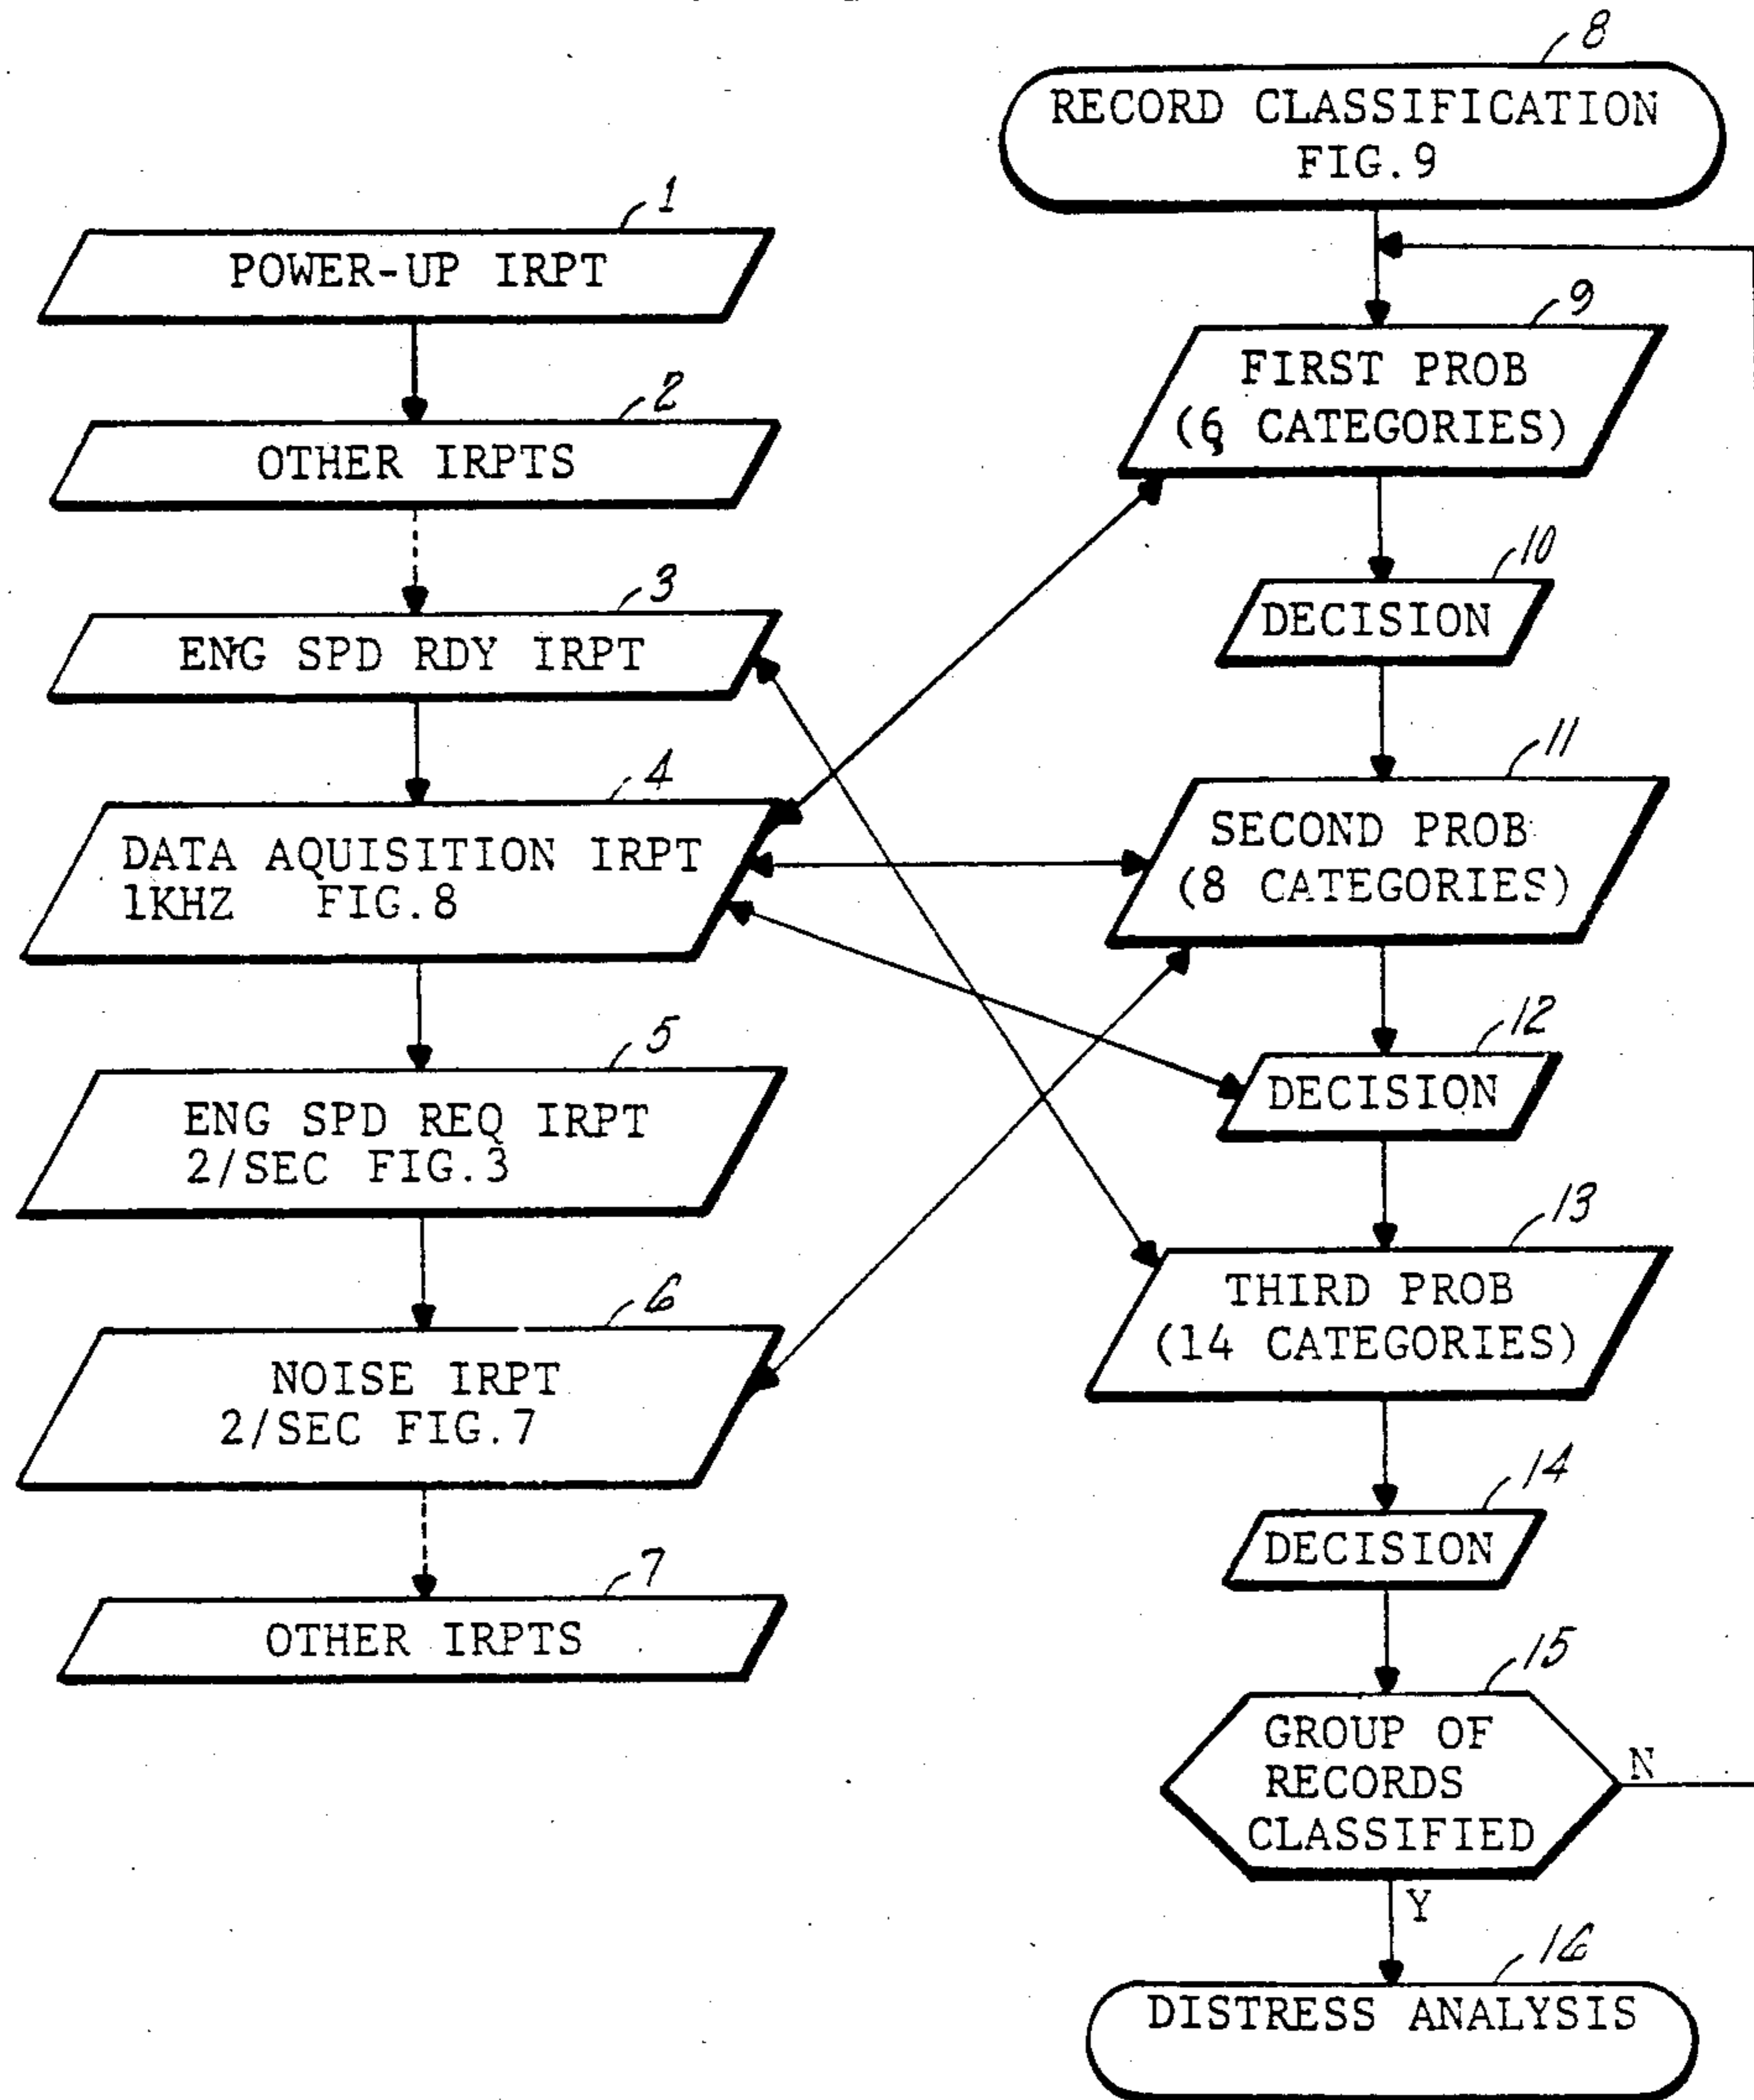 1
POWER-UP IRPT
2
OTHER IRPTS
3
ENG SPD RDY IRPT
4
DATA AQUISITION IRPT
1KHZ FIG.8
5
ENG SPD REQ IRPT
2/SEC FIG.3
6
NOISE IRPT
2/SEC FIG.7
7
OTHER IRPTS
8
RECORD CLASSIFICATION
FIG.9
9
FIRST PROB
(6 CATEGORIES)
10
DECISION
11
SECOND PROB
(8 CATEGORIES)
12
DECISION
13
THIRD PROB
(14 CATEGORIES)
14
DECISION
15
GROUP OF
RECORDS
CLASSIFIED
N
Y
16
DISTRESS ANALYSIS